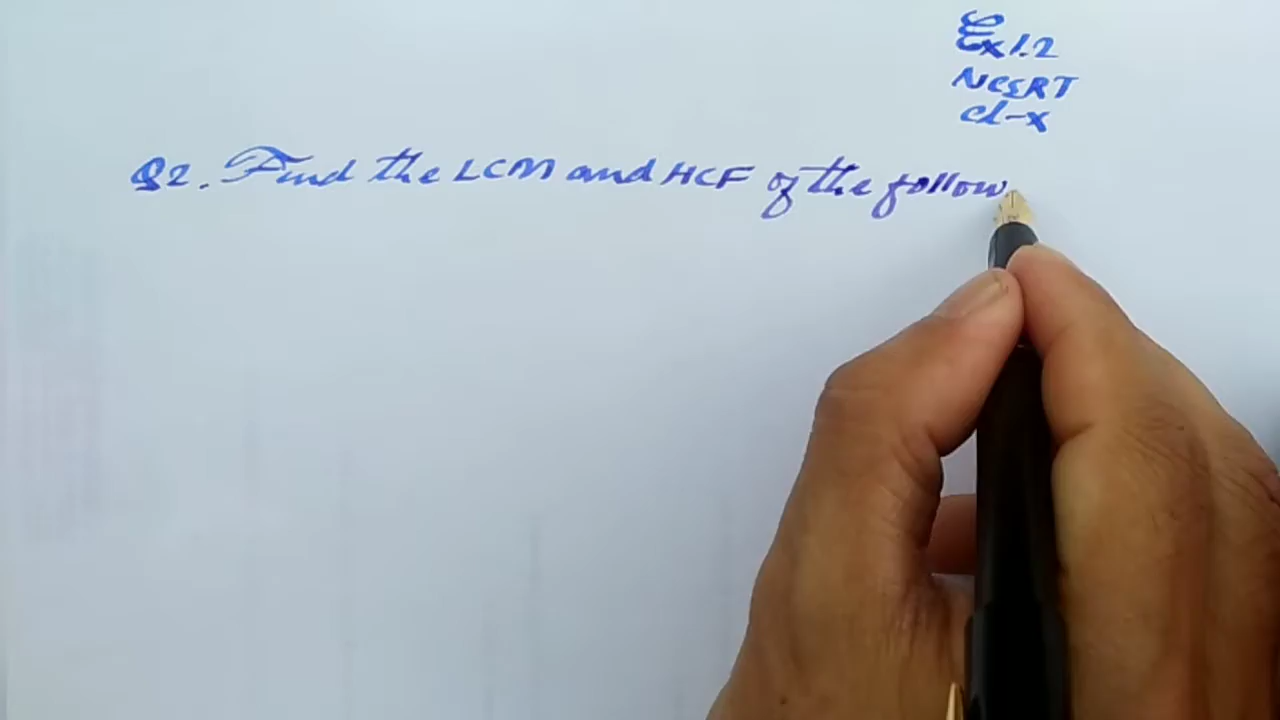 Ex 1.2
NCERT
cl-x
Q2. Find the LCM and HCF of the follow